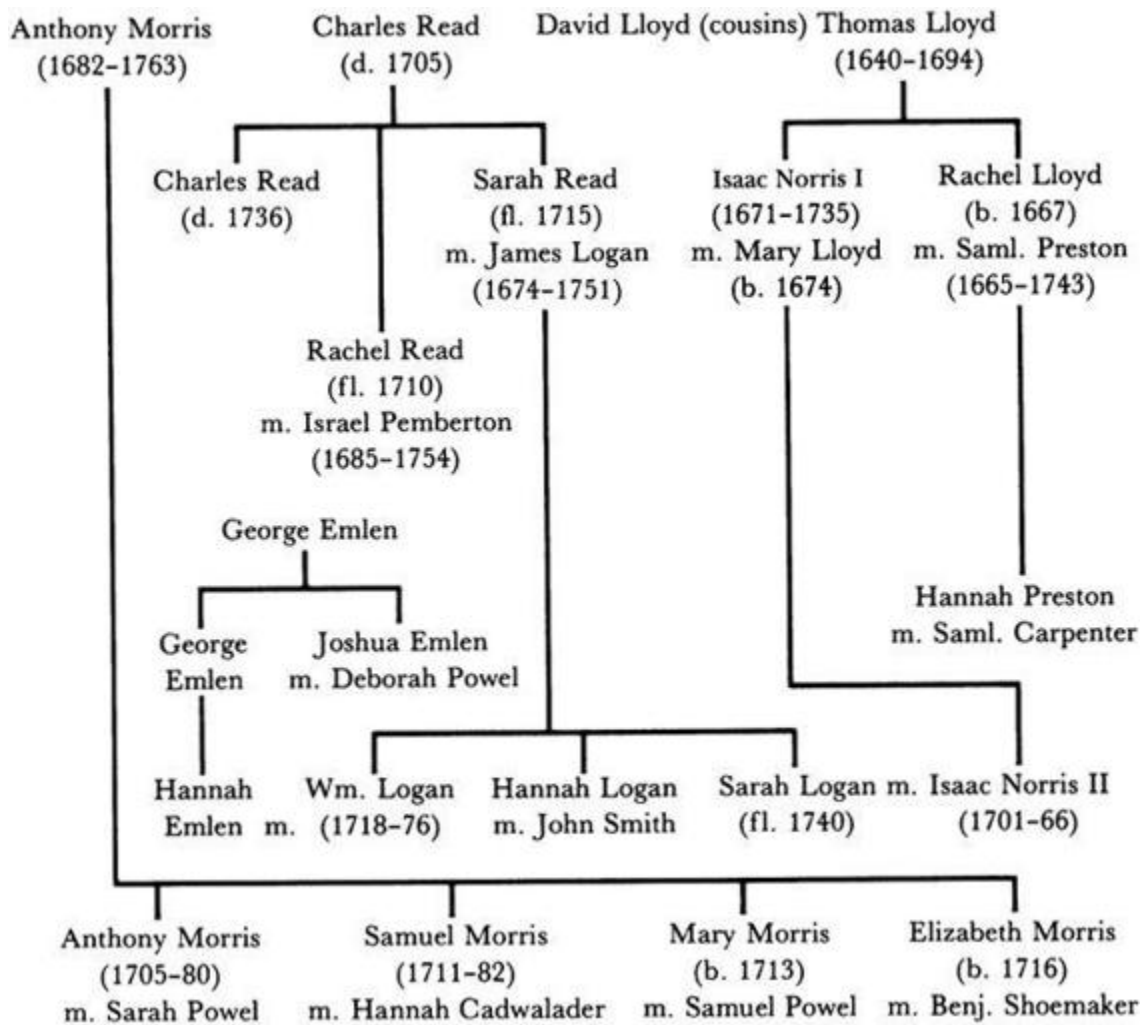 Anthony Morris
(1682–1763)
Charles Read
(d. 1705)
David Lloyd (cousins) Thomas Lloyd
(1640–1694)
Charles Read
(d. 1736)
Sarah Read
(fl. 1715)
m. James Logan
(1674–1751)
Isaac Norris I
(1671–1735)
m. Mary Lloyd
(b. 1674)
Rachel Lloyd
(b. 1667)
m. Saml. Preston
(1665–1743)
Rachel Read
(fl. 1710)
m. Israel Pemberton
(1685–1754)
George Emlen
George
Emlen
Joshua Emlen
m. Deborah Powel
Hannah Preston
m. Saml. Carpenter
Hannah
Emlen m.
Wm. Logan
(1718–76)
Hannah Logan
m. John Smith
Sarah Logan m. Isaac Norris II
(fl. 1740)
(1701–66)
Anthony Morris
(1705–80)
m. Sarah Powel
Samuel Morris
(1711–82)
m. Hannah Cadwalader
Mary Morris
(b. 1713)
m. Samuel Powel
Elizabeth Morris
(b. 1716)
m. Benj. Shoemaker